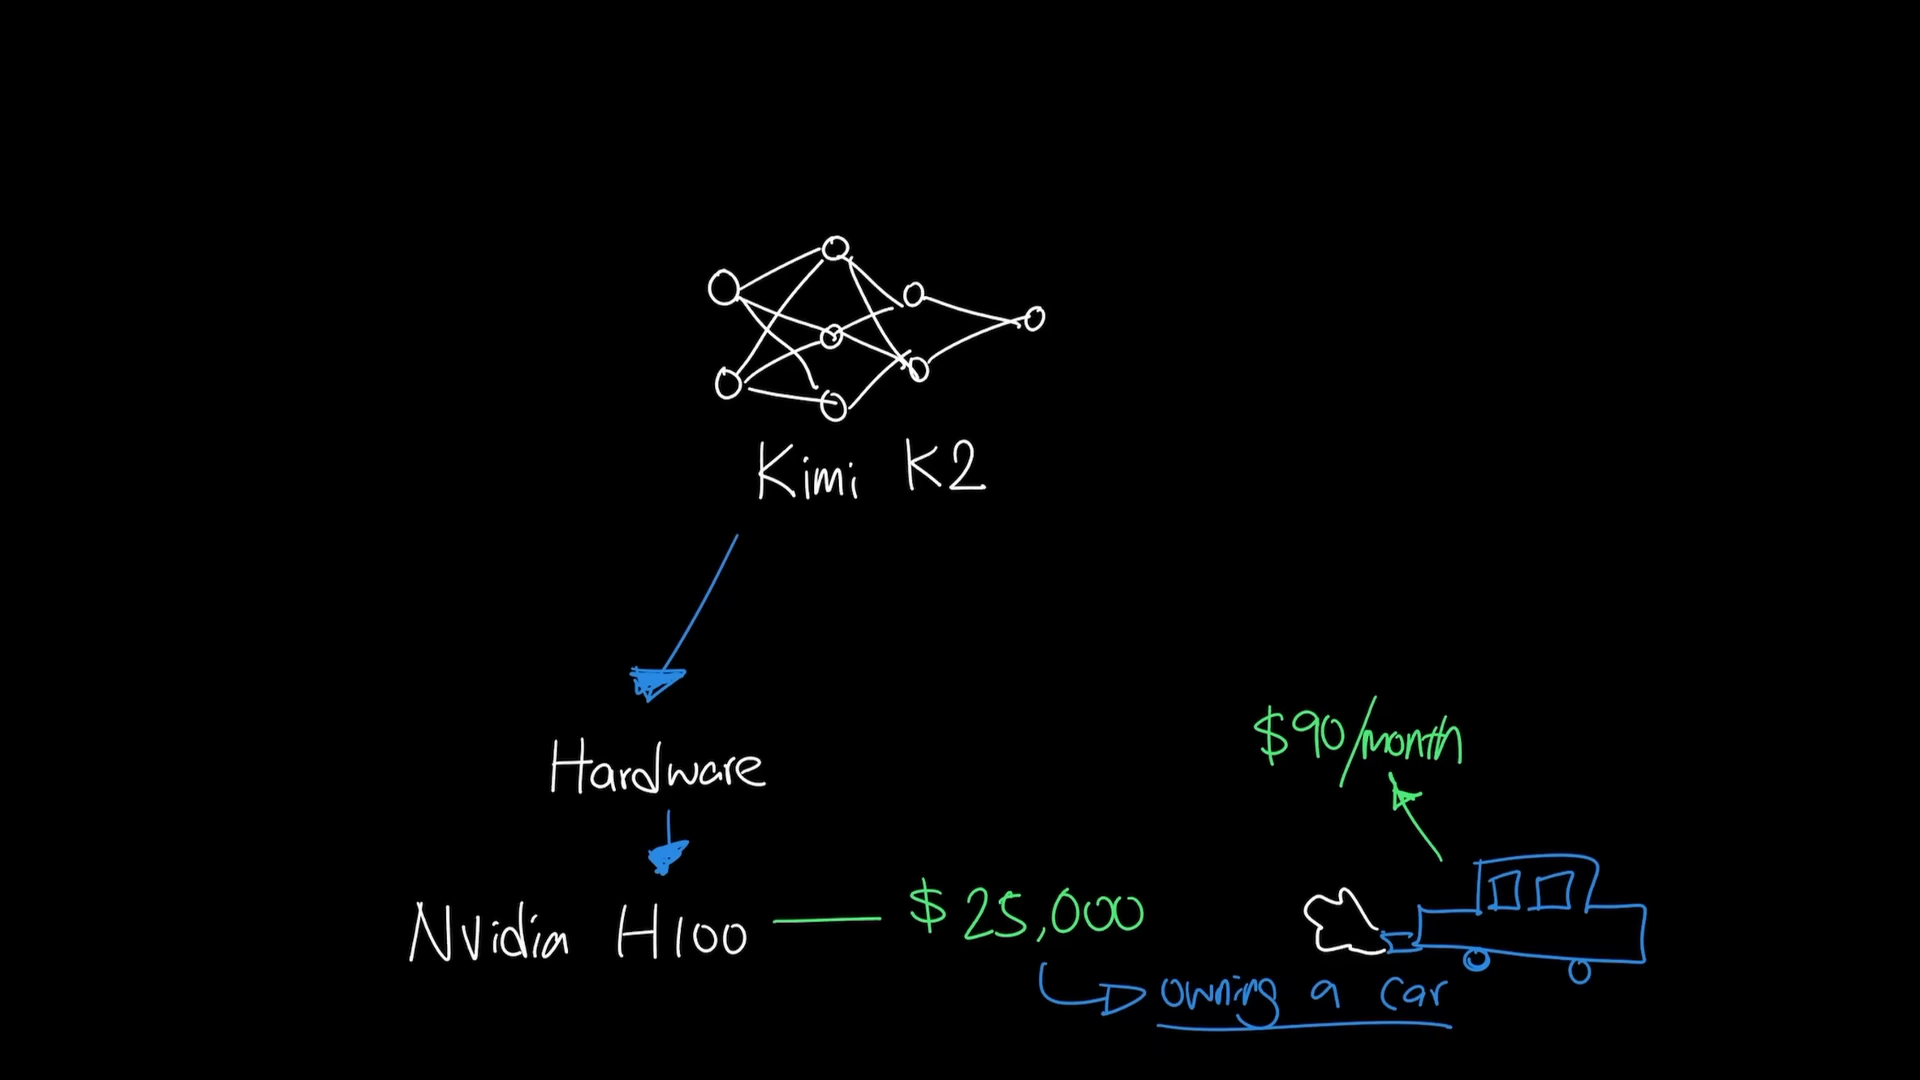 Kimi K2
Hardware
$90/month
Nvidia H100
$25,000
owning a car